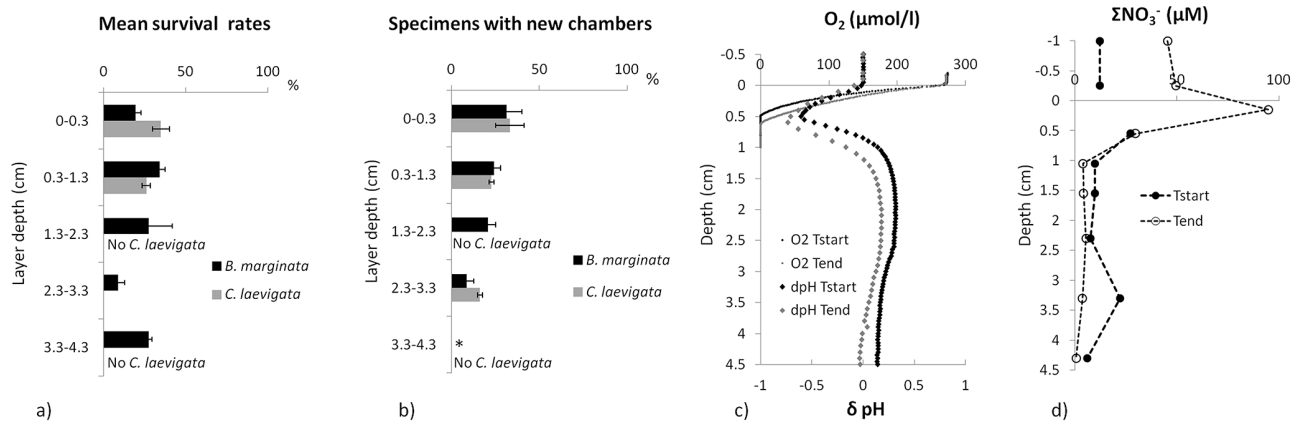 Mean survival rates
0 50 100 %
0–0.3
0.3–1.3
1.3–2.3
2.3–3.3
3.3–4.3
Layer depth (cm)
No C. laevigata
B. marginata
C. laevigata
No C. laevigata
a)
Specimens with new chambers
0 50 100 %
0–0.3
0.3–1.3
1.3–2.3
2.3–3.3
3.3–4.3
Layer depth (cm)
No C. laevigata
B. marginata
C. laevigata
*
No C. laevigata
b)
O2 (µmol/l)
0 100 200 300
-0.5
0
0.5
1
1.5
2
2.5
3
3.5
4
4.5
Depth (cm)
O2 Tstart
O2 Tend
dpH Tstart
dpH Tend
-1 -0.5 0 0.5 1
δ pH
c)
ΣNO3- (µM)
0 50 100
-1
-0.5
0
0.5
1
1.5
2
2.5
3
3.5
4
4.5
Depth (cm)
Tstart
Tend
d)